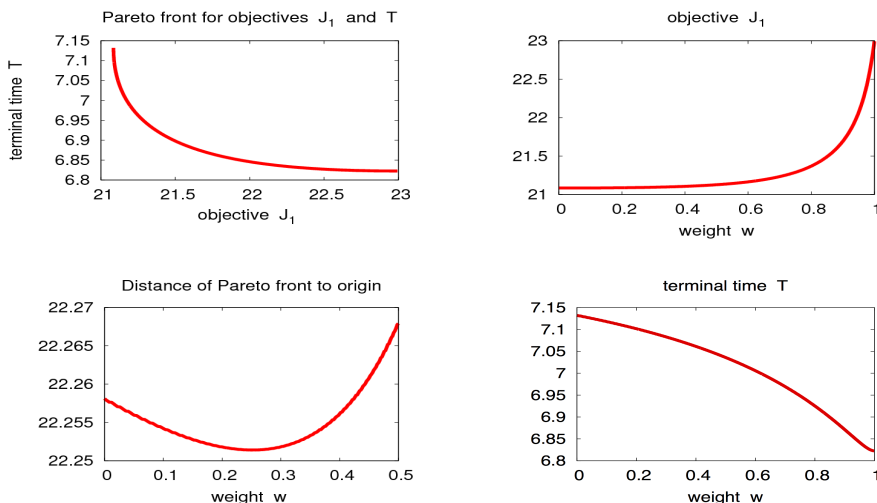 Pareto front for objectives J1 and T
7.15
7.1
7.05
7
6.95
6.9
6.85
6.8
terminal time T
21 21.5 22 22.5 23
objective J1
objective J1
23
22.5
22
21.5
21
0 0.2 0.4 0.6 0.8 1
weight w
Distance of Pareto front to origin
22.27
22.265
22.26
22.255
22.25
0 0.1 0.2 0.3 0.4 0.5
weight w
terminal time T
7.15
7.1
7.05
7
6.95
6.9
6.85
6.8
0 0.2 0.4 0.6 0.8 1
weight w